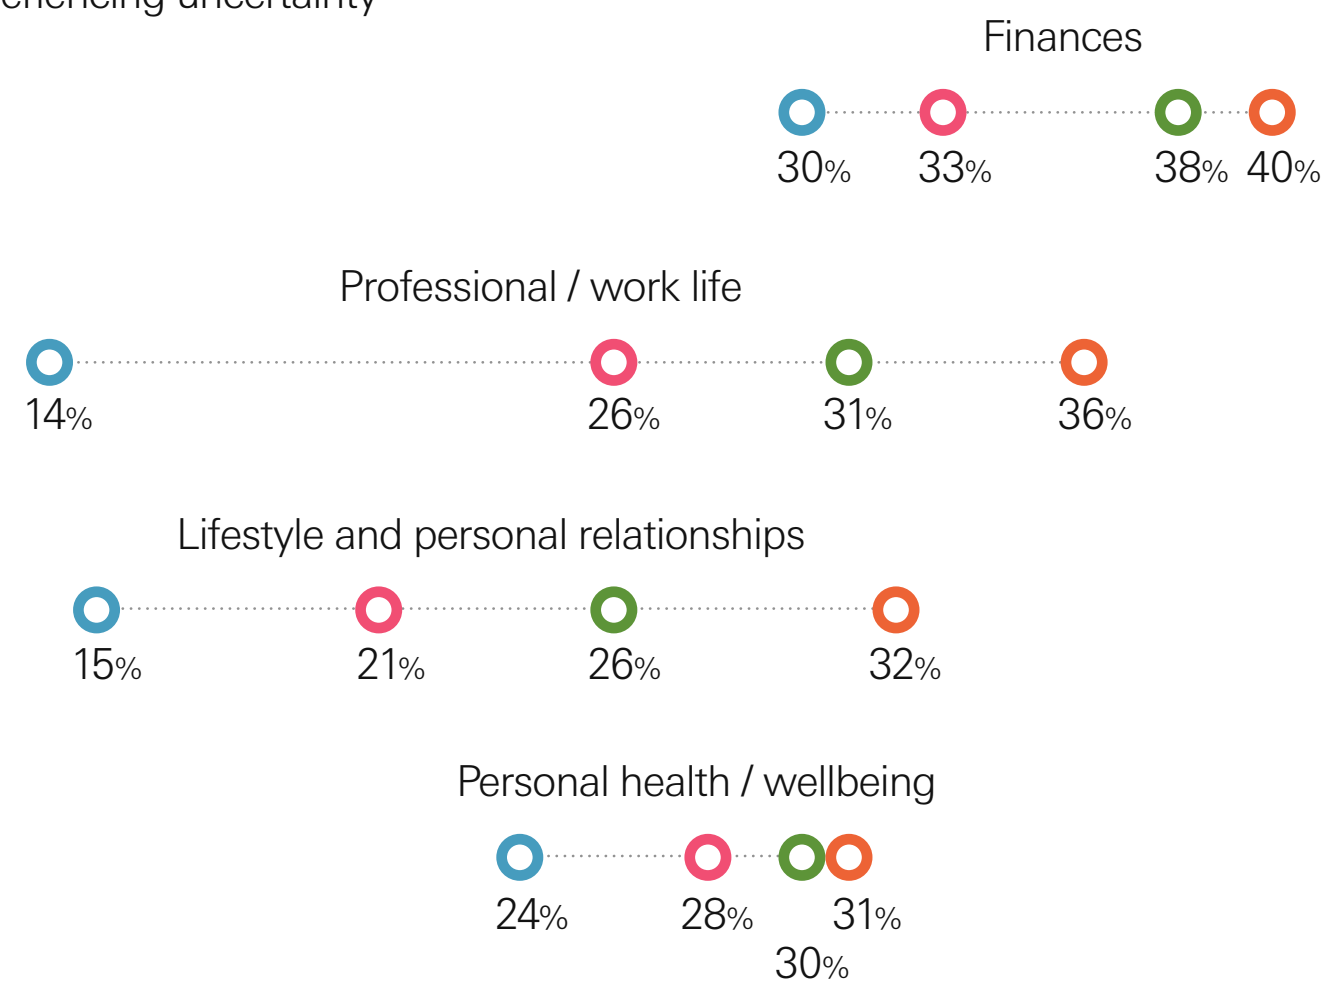 uncertainty
Finances
30% 33% 38% 40%
Professional / work life
14% 26% 31% 36%
Lifestyle and personal relationships
15% 21% 26% 32%
Personal health / wellbeing
24% 28% 31%
30%